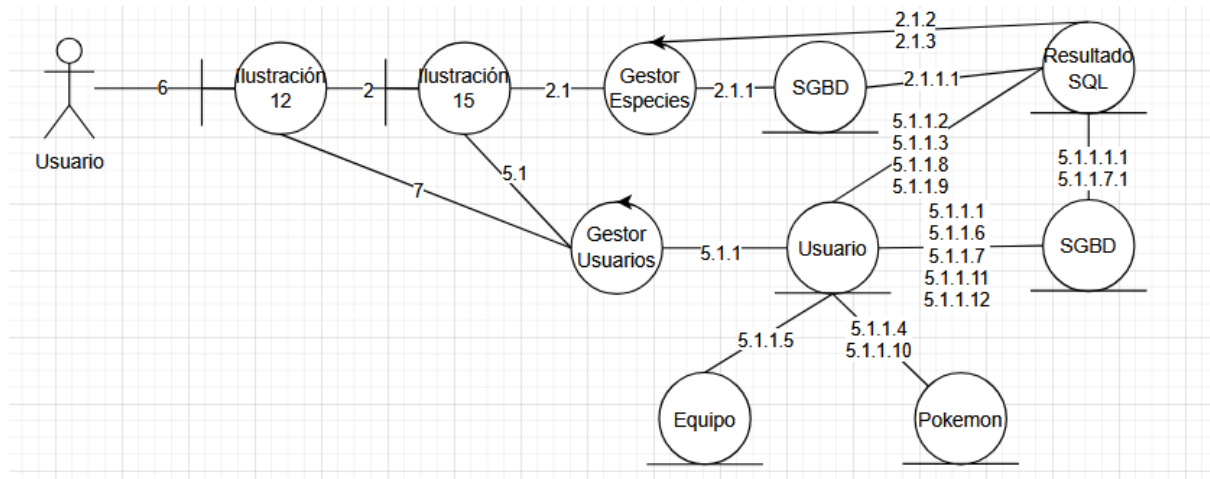 2.1.2
2.1.3
Ilustración
12
Ilustración
15
Gestor
Especies
SGBD
Resultado
SQL
6
2
2.1
2.1.1
2.1.1.1
Usuario
5.1.1.2
5.1.1.3
5.1.1.8
5.1.1.9
5.1.1.1.1
5.1.1.7.1
5.1
7
Gestor
Usuarios
5.1.1
Usuario
5.1.1.1
5.1.1.6
5.1.1.7
5.1.1.11
5.1.1.12
SGBD
5.1.1.5
5.1.1.4
5.1.1.10
Equipo
Pokemon